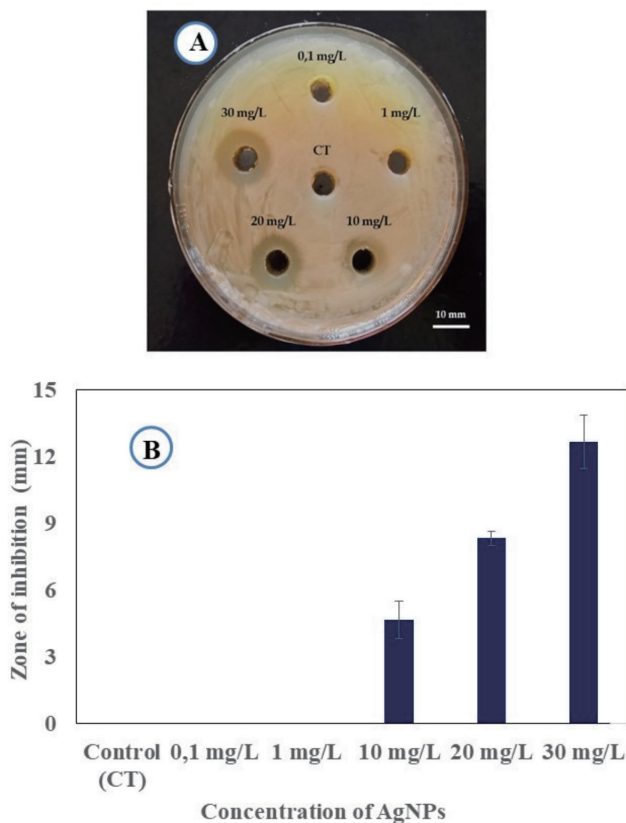 A
0,1 mg/L
30 mg/L
1 mg/L
CT
20 mg/L
10 mg/L
10 mm
15
12
9
6
3
0
B
Zone of inhibition (mm)
Control 0,1 mg/L 1 mg/L 10 mg/L 20 mg/L 30 mg/L
(CT)
Concentration of AgNPs